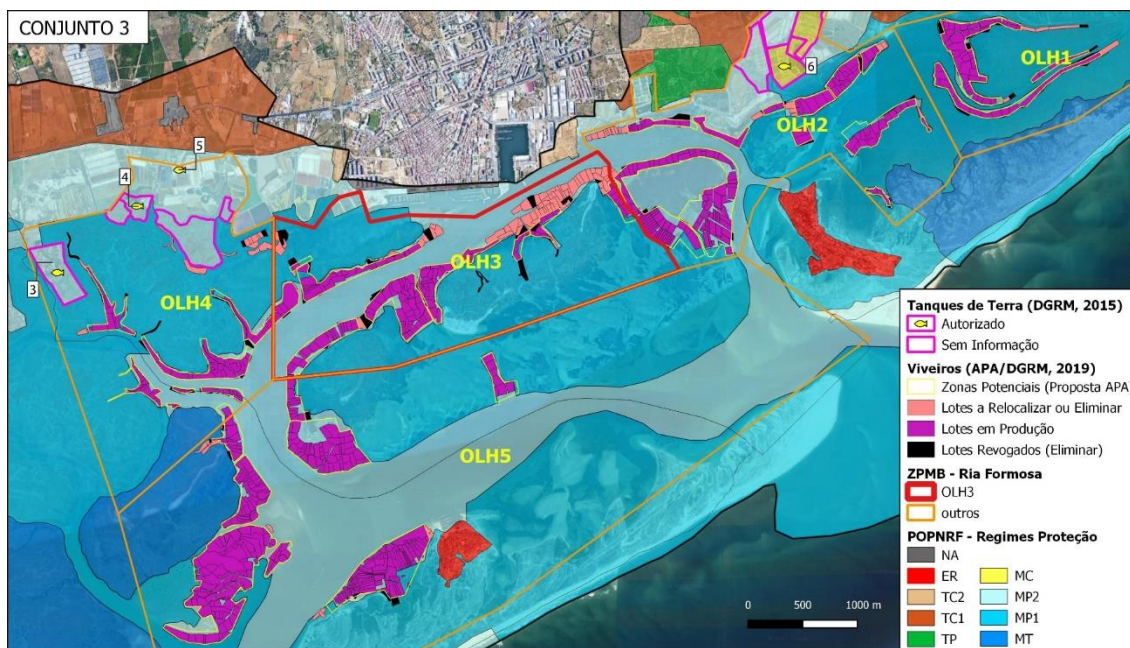 CONJUNTO 3
OLH1
6
OLH2
5
4
OLH3
OLH4
3
OLH5
Tanques de Terra (DGRM, 2015)
Autorizado
Sem Informação
Viveiros (APA/DGRM, 2019)
Zonas Potenciais (Proposta APA)
Lotes a Relocalizar ou Eliminar
Lotes em Produção
Lotes Revogados (Eliminar)
ZPMB - Ria Formosa
OLH3
outros
POPNRF - Regimes Proteção
NA
ER MC
TC2 MP2
TC1 MP1
TP MT
0 500 1000 m